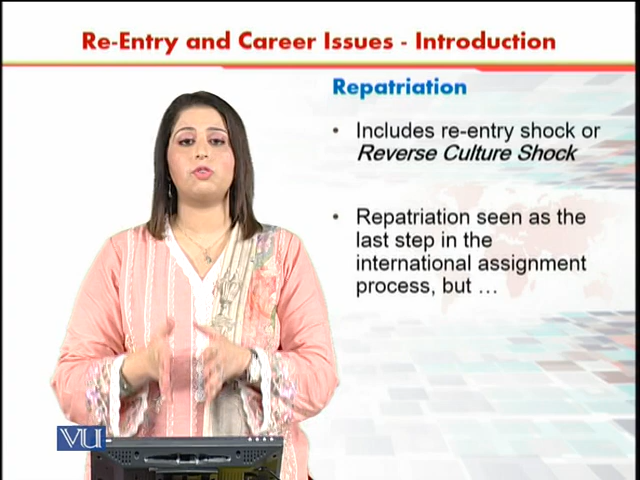 Re-Entry and Career Issues - Introduction
Repatriation
• Includes re-entry shock or
Reverse Culture Shock
• Repatriation seen as the
last step in the
international assignment
process, but …
VU